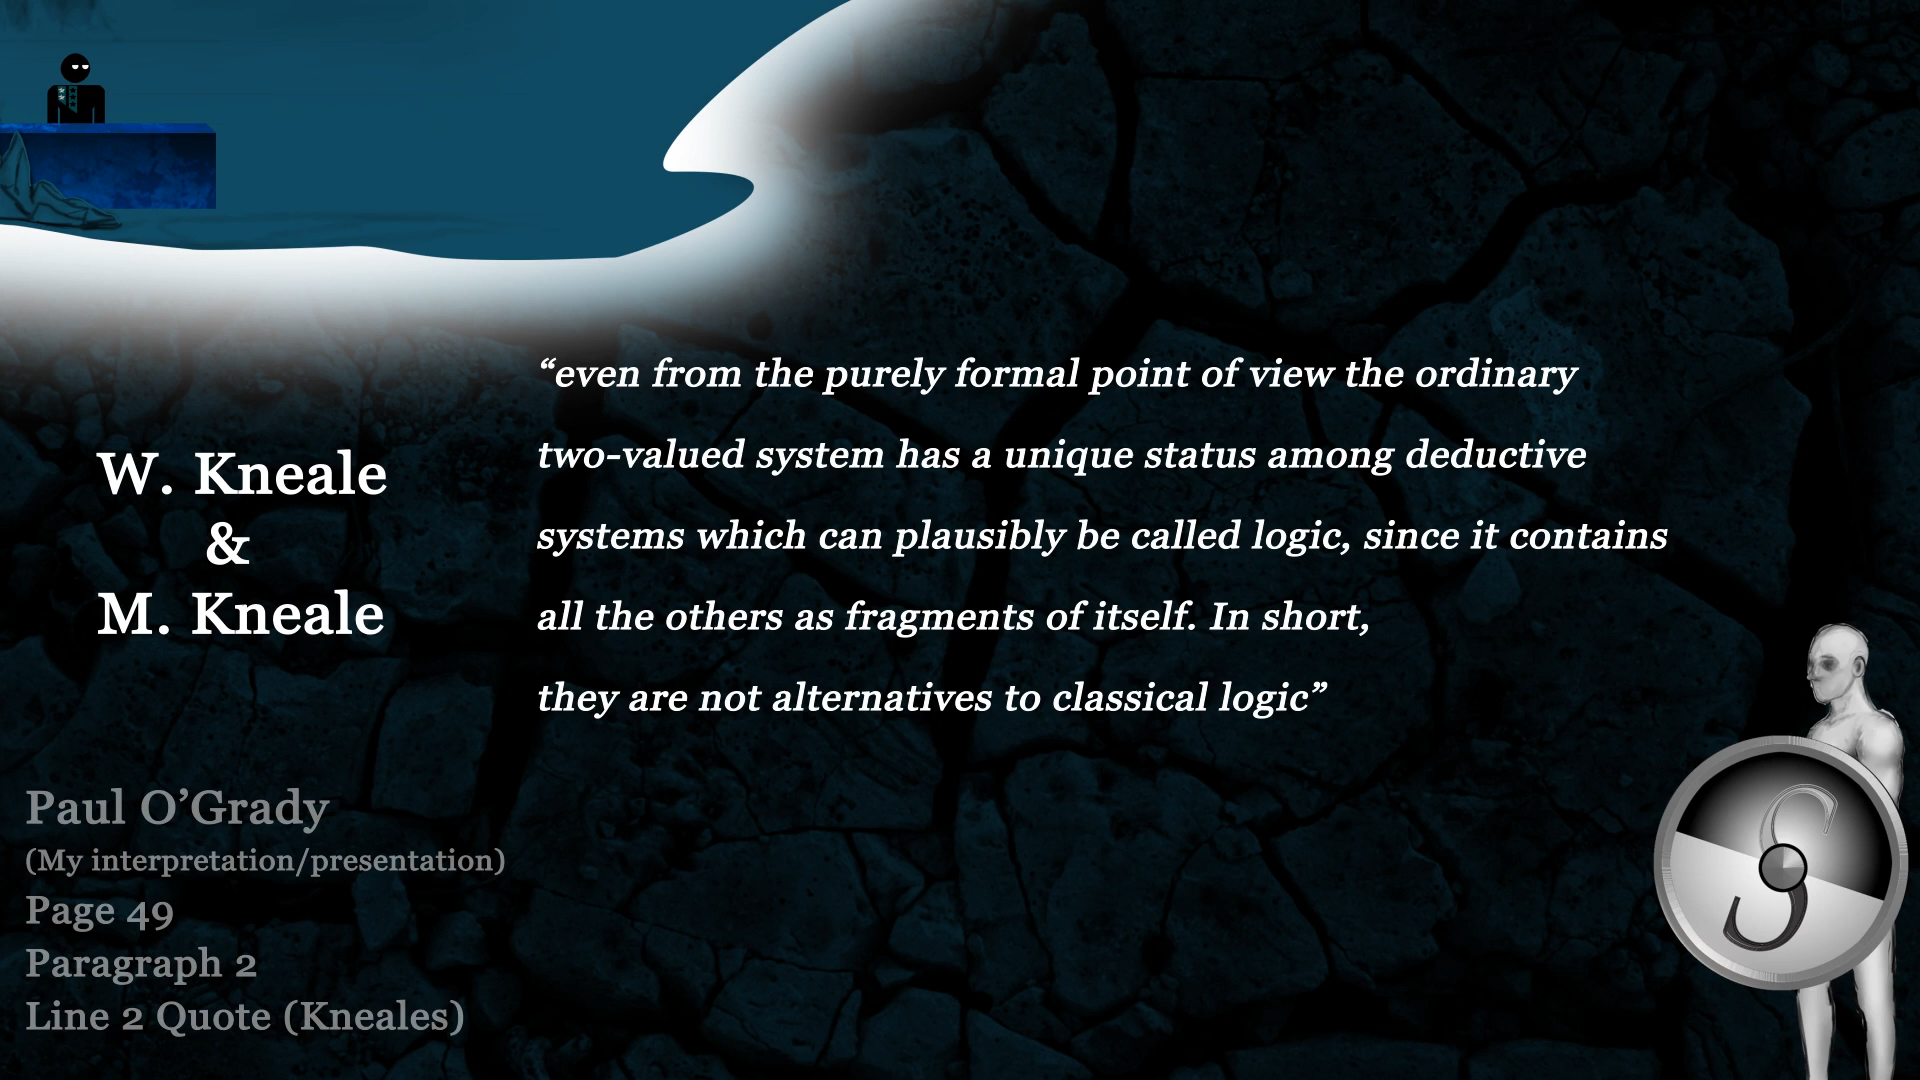 “even from the purely formal point of view the ordinary
two-valued system has a unique status among deductive
systems which can plausibly be called logic, since it contains
all the others as fragments of itself. In short,
they are not alternatives to classical logic”
W. Kneale
&
M. Kneale
Paul O’Grady
(My interpretation/presentation)
Page 49
Paragraph 2
Line 2 Quote (Kneales)
S